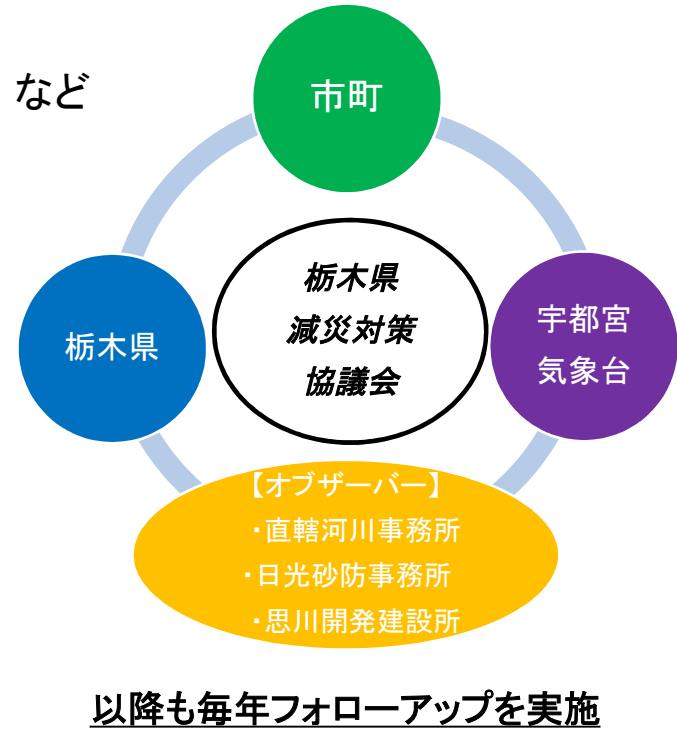 など
市町
栃木県
減災対策
協議会
栃木県
宇都宮
気象台
【オブザーバー】
・直轄河川事務所
・日光砂防事務所
・思川開発建設所
以降も毎年フォローアップを実施